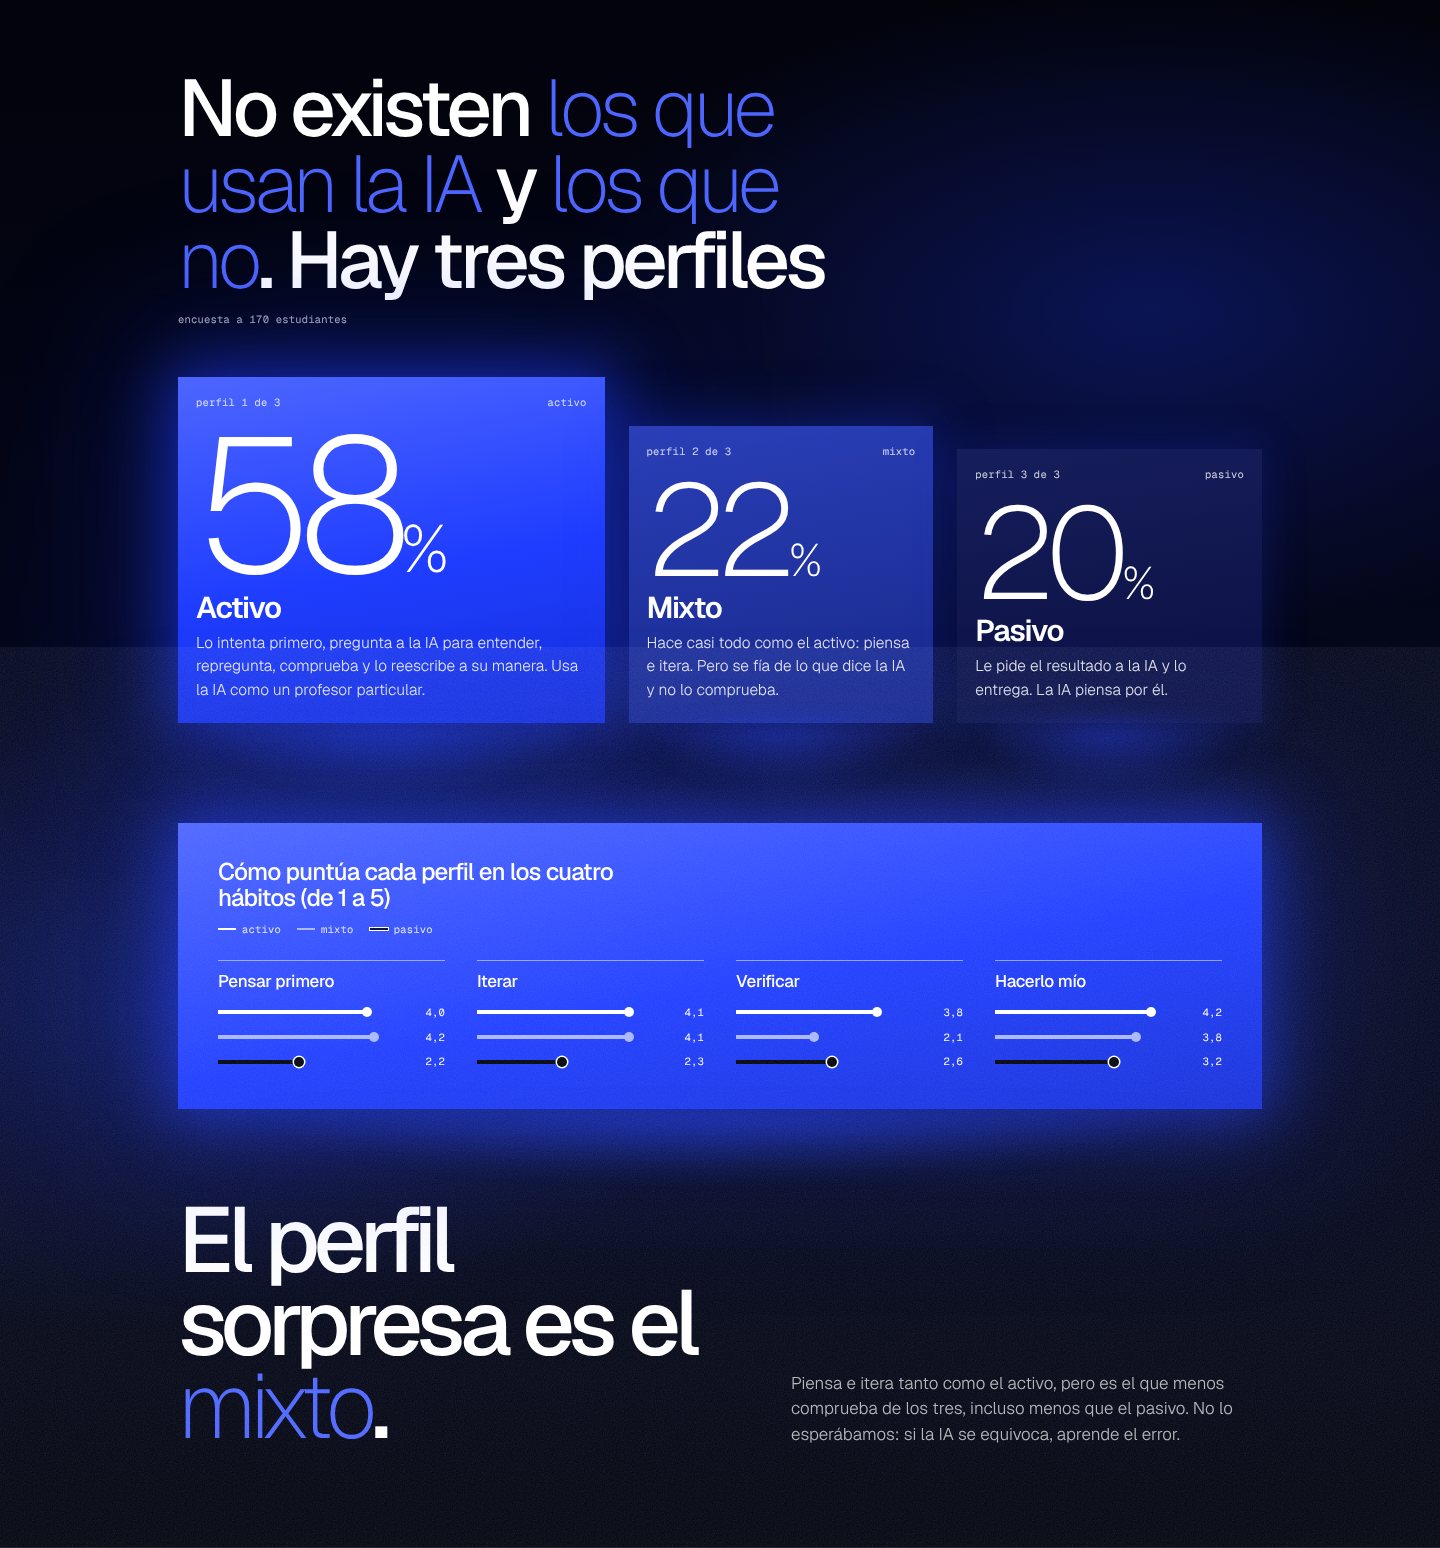 No existen los que
usan la IA y los que
no. Hay tres perfiles
encuesta a 170 estudiantes
perfil 1 de 3
activo
58%
Activo
Lo intenta primero, pregunta a la IA para entender,
repregunta, comprueba y lo reescribe a su manera. Usa
la IA como un profesor particular.
perfil 2 de 3
mixto
22%
Mixto
Hace casi todo como el activo: piensa
e itera. Pero se fía de lo que dice la IA
y no lo comprueba.
perfil 3 de 3
pasivo
20%
Pasivo
Le pide el resultado a la IA y lo
entrega. La IA piensa por él.
Cómo puntúa cada perfil en los cuatro
hábitos (de 1 a 5)
activo mixto pasivo
Pensar primero
4,0
4,2
2,2
Iterar
4,1
4,1
2,3
Verificar
3,8
2,1
2,6
Hacerlo mío
4,2
3,8
3,2
El perfil
sorpresa es el
mixto.
Piensa e itera tanto como el activo, pero es el que menos
comprueba de los tres, incluso menos que el pasivo. No lo
esperábamos: si la IA se equivoca, aprende el error.